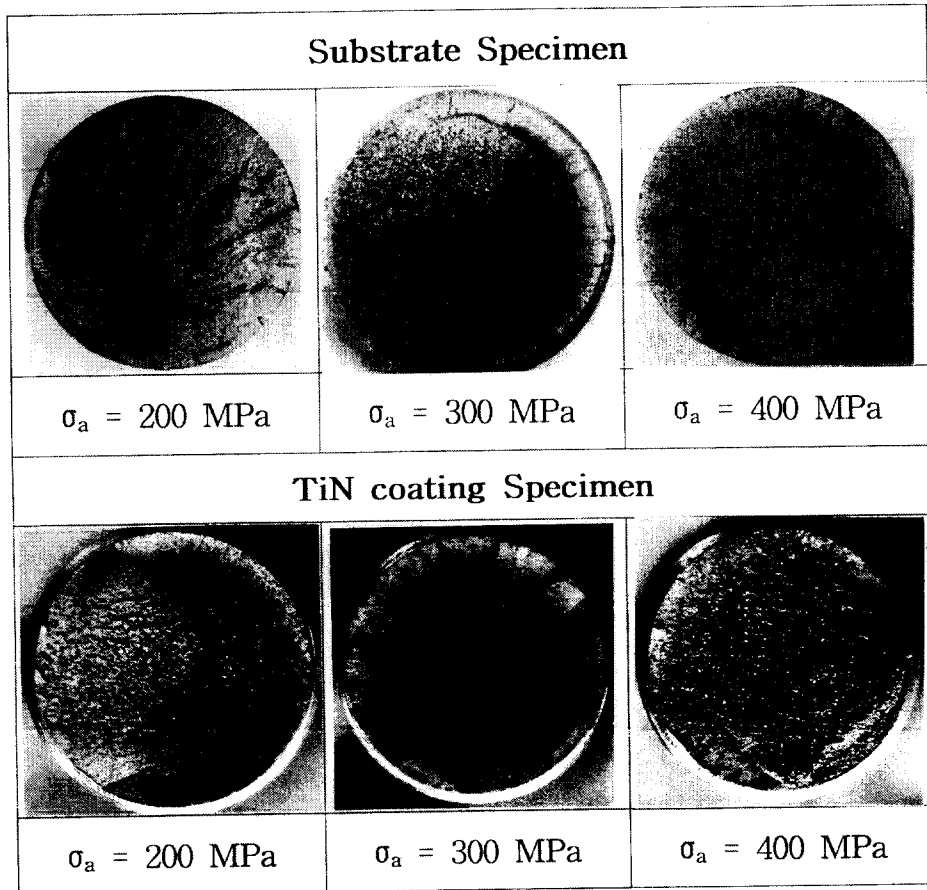 Substrate Specimen
σₐ = 200 MPa
σₐ = 300 MPa
σₐ = 400 MPa
TiN coating Specimen
σₐ = 200 MPa
σₐ = 300 MPa
σₐ = 400 MPa